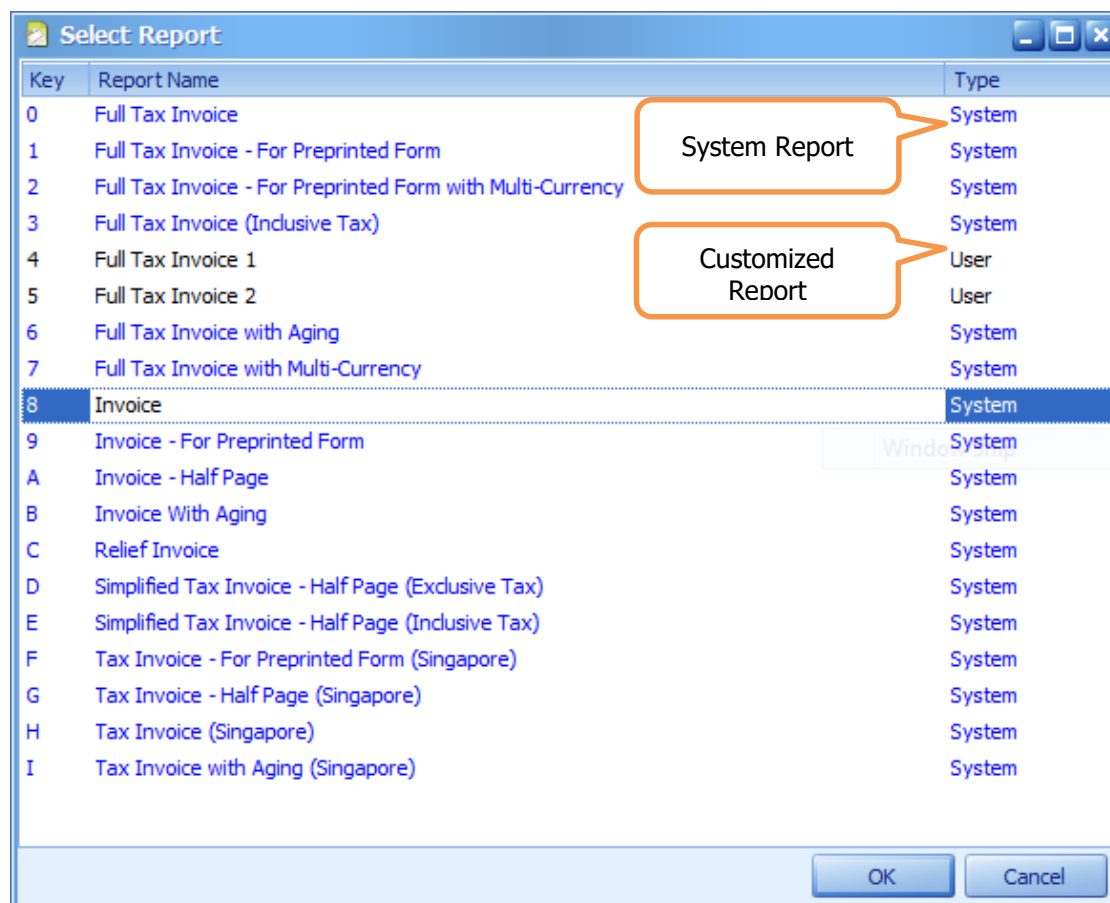 Select Report
Key Report Name Type
0 Full Tax Invoice System
1 Full Tax Invoice - For Preprinted Form System
2 Full Tax Invoice - For Preprinted Form with Multi-Currency System
3 Full Tax Invoice (Inclusive Tax) System
4 Full Tax Invoice 1 User
5 Full Tax Invoice 2 User
6 Full Tax Invoice with Aging System
7 Full Tax Invoice with Multi-Currency System
8 Invoice System
9 Invoice - For Preprinted Form System
A Invoice - Half Page System
B Invoice With Aging System
C Relief Invoice System
D Simplified Tax Invoice - Half Page (Exclusive Tax) System
E Simplified Tax Invoice - Half Page (Inclusive Tax) System
F Tax Invoice - For Preprinted Form (Singapore) System
G Tax Invoice - Half Page (Singapore) System
H Tax Invoice (Singapore) System
I Tax Invoice with Aging (Singapore) System
System Report
Customized
Report
OK Cancel